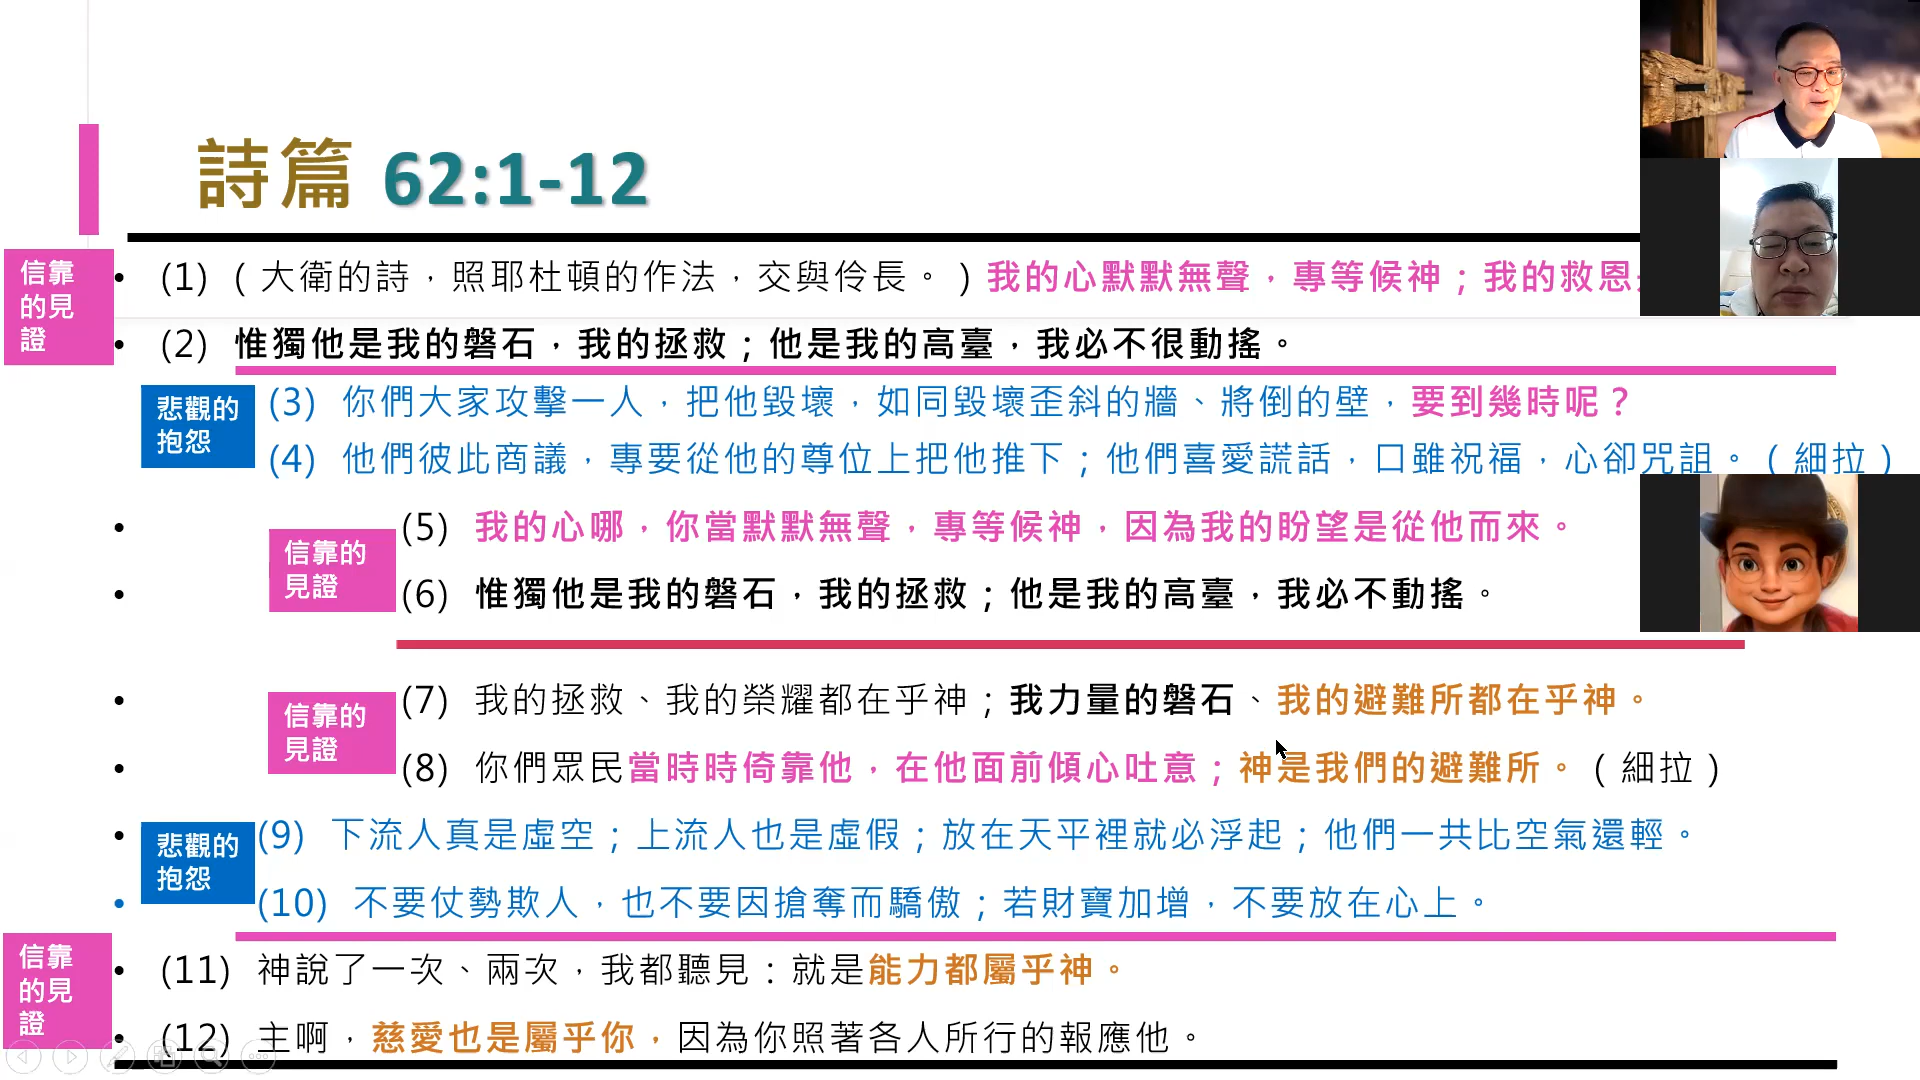 詩篇 62:1-12
信靠
的見
證
• (1) (大衛的詩，照耶杜頓的作法，交與伶長。) 我的心默默無聲，專等候神；我的救恩
• (2) 惟獨他是我的磐石，我的拯救；他是我的高臺，我必不很動搖。
悲觀的
抱怨
(3) 你們大家攻擊一人，把他毀壞，如同毀壞歪斜的牆、將倒的壁，要到幾時呢？
(4) 他們彼此商議，專要從他的尊位上把他推下；他們喜愛謊話，口雖祝福，心卻咒詛。(細拉)
信靠的
見證
• (5) 我的心哪，你當默默無聲，專等候神，因為我的盼望是從他而來。
• (6) 惟獨他是我的磐石，我的拯救；他是我的高臺，我必不動搖。
信靠的
見證
• (7) 我的拯救、我的榮耀都在乎神；我力量的磐石、我的避難所都在乎神。
• (8) 你們眾民當時時倚靠他，在他面前傾心吐意；神是我們的避難所。(細拉)
悲觀的
抱怨
• (9) 下流人真是虛空；上流人也是虛假；放在天平裡就必浮起；他們一共比空氣還輕。
• (10) 不要仗勢欺人，也不要因搶奪而驕傲；若財寶加增，不要放在心上。
信靠
的見
證
• (11) 神說了一次、兩次，我都聽見：就是能力都屬乎神。
• (12) 主啊，慈愛也是屬乎你，因為你照著各人所行的報應他。